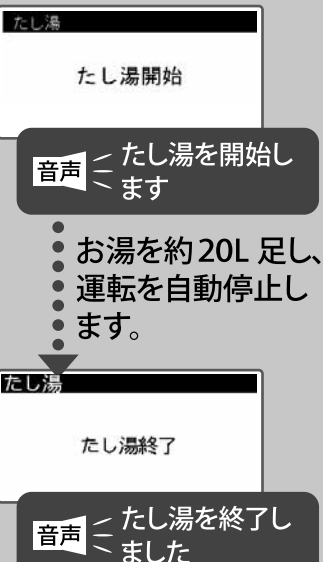 たし湯
たし湯開始
音声 たし湯を開始し
ます
お湯を約20L 足し、
運転を自動停止し
ます。
たし湯
たし湯終了
音声 たし湯を終了し
ました